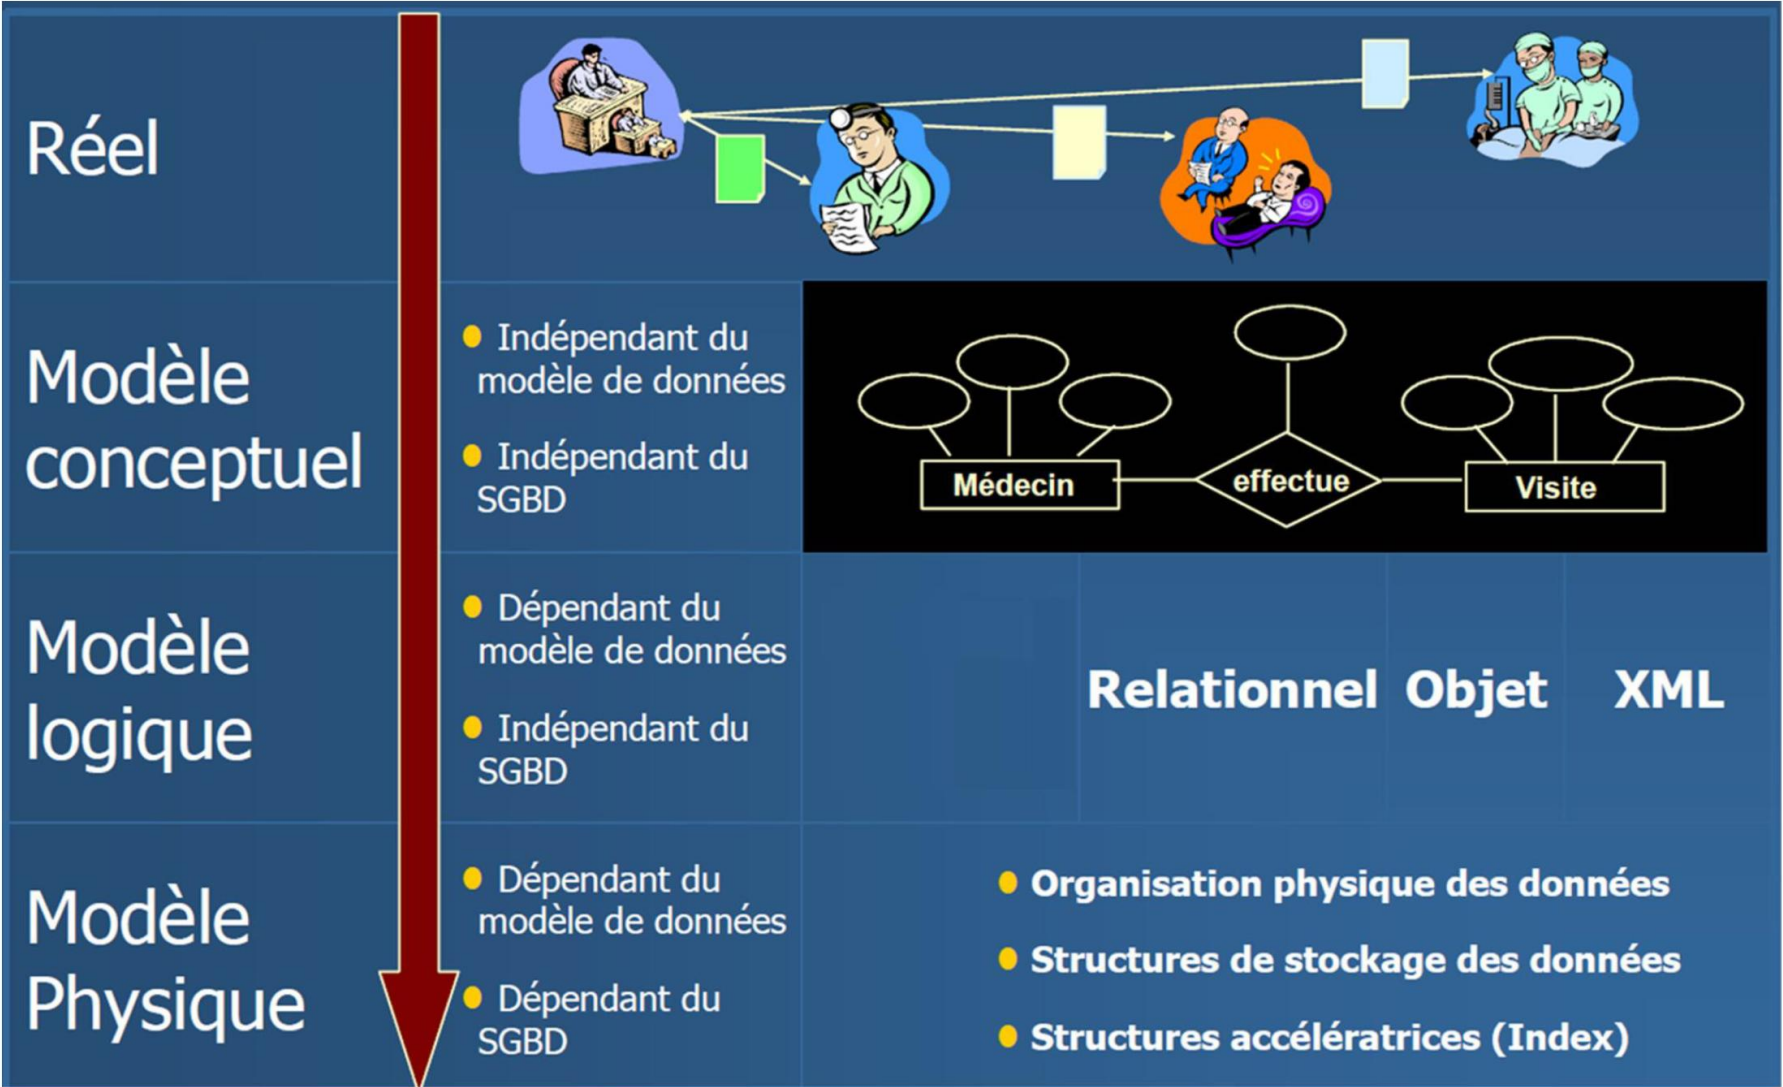 Réel
Modèle
conceptuel
● Indépendant du
modèle de données
● Indépendant du
SGBD
Médecin
effectue
Visite
Modèle
logique
● Dépendant du
modèle de données
● Indépendant du
SGBD
Relationnel
Objet
XML
Modèle
Physique
● Dépendant du
modèle de données
● Dépendant du
SGBD
● Organisation physique des données
● Structures de stockage des données
● Structures accélératrices (Index)